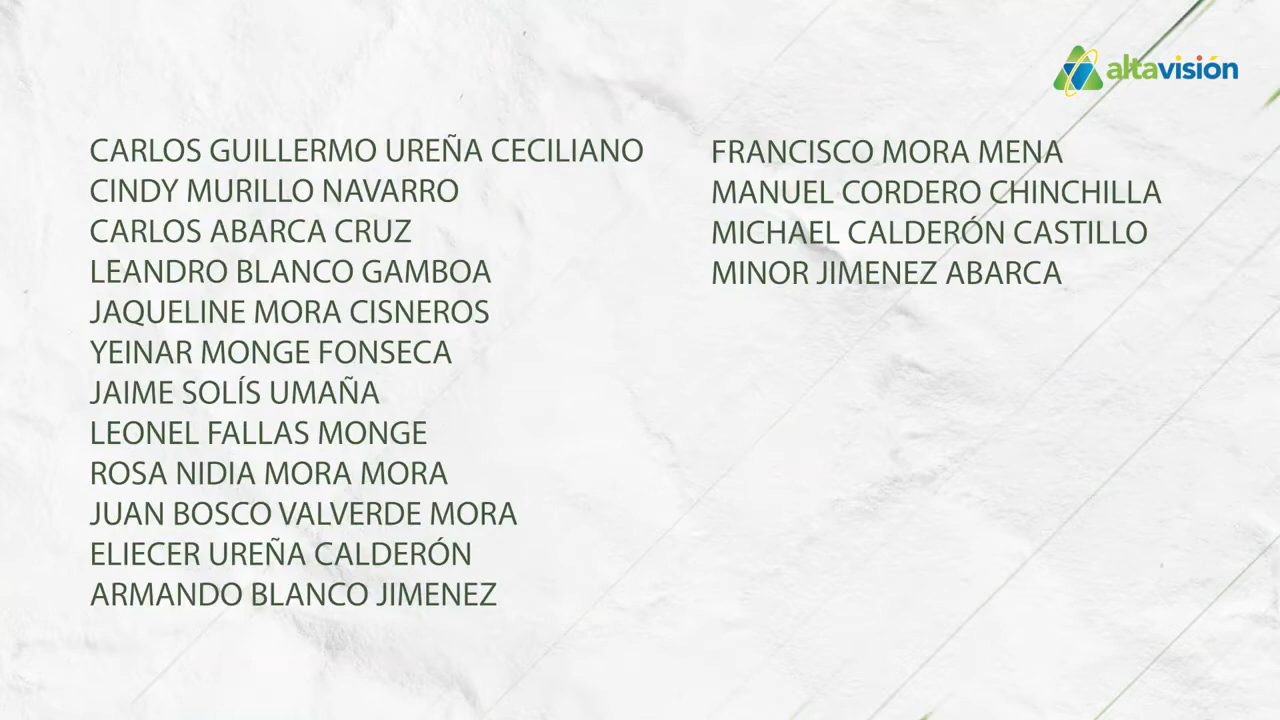 altavisión
CARLOS GUILLERMO UREÑA CECILIANO
CINDY MURILLO NAVARRO
CARLOS ABARCA CRUZ
LEANDRO BLANCO GAMBOA
JAQUELINE MORA CISNEROS
YEINAR MONGE FONSECA
JAIME SOLÍS UMAÑA
LEONEL FALLAS MONGE
ROSA NIDIA MORA MORA
JUAN BOSCO VALVERDE MORA
ELIECER UREÑA CALDERÓN
ARMANDO BLANCO JIMENEZ
FRANCISCO MORA MENA
MANUEL CORDERO CHINCHILLA
MICHAEL CALDERÓN CASTILLO
MINOR JIMENEZ ABARCA